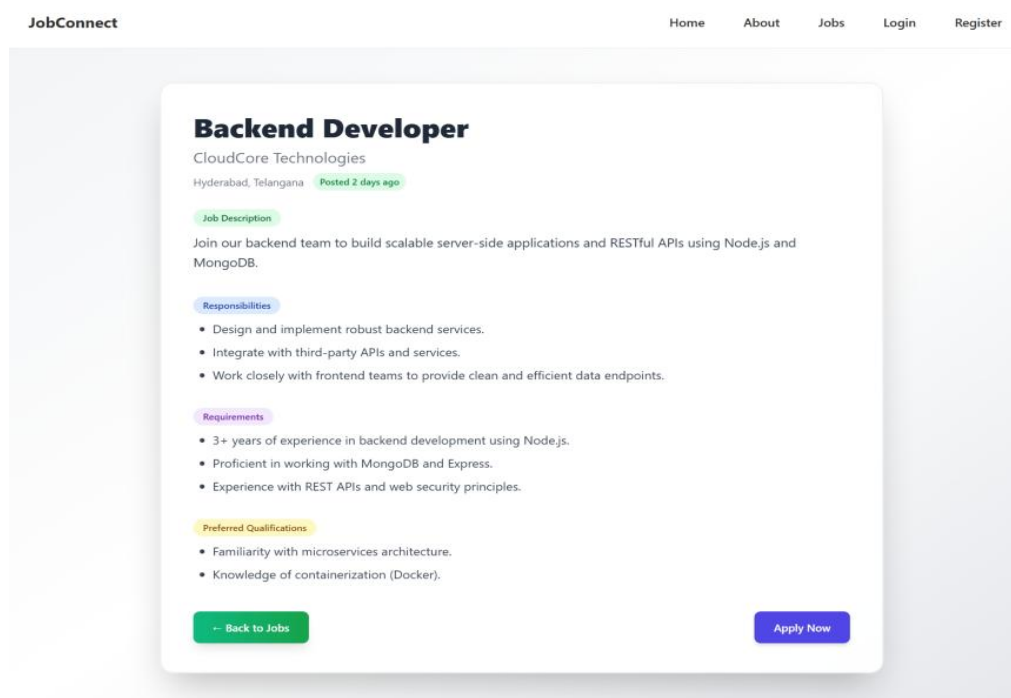 JobConnect
Home About Jobs Login Register
Backend Developer
CloudCore Technologies
Hyderabad, Telangana Posted 2 days ago
Job Description
Join our backend team to build scalable server-side applications and RESTful APIs using Node.js and
MongoDB.
Responsibilities
• Design and implement robust backend services.
• Integrate with third-party APIs and services.
• Work closely with frontend teams to provide clean and efficient data endpoints.
Requirements
• 3+ years of experience in backend development using Node.js.
• Proficient in working with MongoDB and Express.
• Experience with REST APIs and web security principles.
Preferred Qualifications
• Familiarity with microservices architecture.
• Knowledge of containerization (Docker).
← Back to Jobs Apply Now